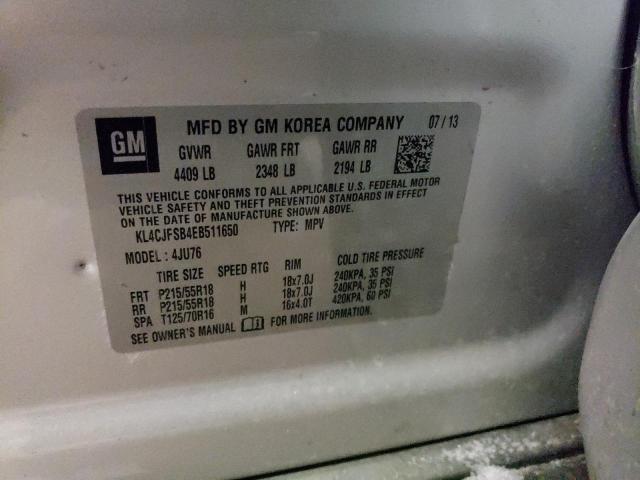 GM MFD BY GM KOREA COMPANY 07/13
GVWR GAWR FRT GAWR RR
4409 LB 2348 LB 2194 LB
THIS VEHICLE CONFORMS TO ALL APPLICABLE U.S. FEDERAL MOTOR
VEHICLE SAFETY AND THEFT PREVENTION STANDARDS IN EFFECT
ON THE DATE OF MANUFACTURE SHOWN ABOVE.
KL4CJFSB4EB511650 TYPE: MPV
MODEL: 4JU76
TIRE SIZE SPEED RTG RIM COLD TIRE PRESSURE
FRT P215/55R18 H 18x7.0J 240KPA, 35 PSI
RR P215/55R18 H 18x7.0J 240KPA, 35 PSI
SPA T125/70R16 M 16x4.0T 420KPA, 60 PSI
SEE OWNER'S MANUAL FOR MORE INFORMATION.